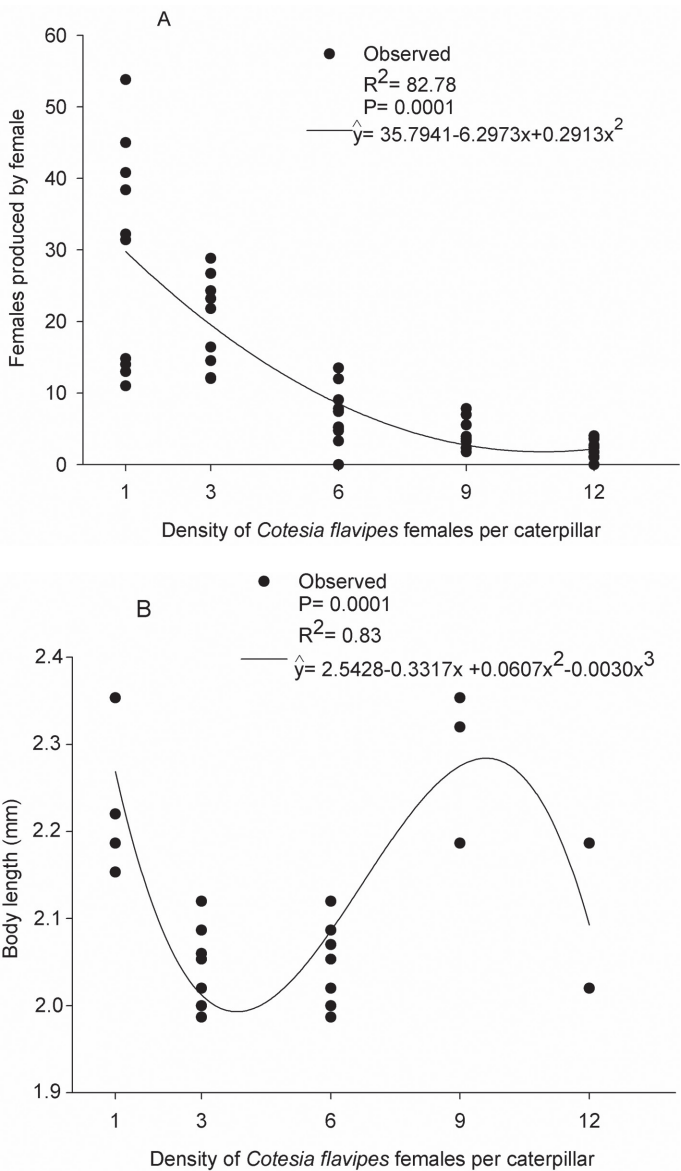 A
Observed
R²= 82.78
P= 0.0001
ŷ= 35.7941-6.2973x+0.2913x²
60
50
40
30
20
10
0
Females produced by female
1 3 6 9 12
Density of Cotesia flavipes females per caterpillar
B
Observed
P= 0.0001
R²= 0.83
ŷ= 2.5428-0.3317x +0.0607x²-0.0030x³
2.4
2.3
2.2
2.1
2.0
1.9
Body length (mm)
1 3 6 9 12
Density of Cotesia flavipes females per caterpillar